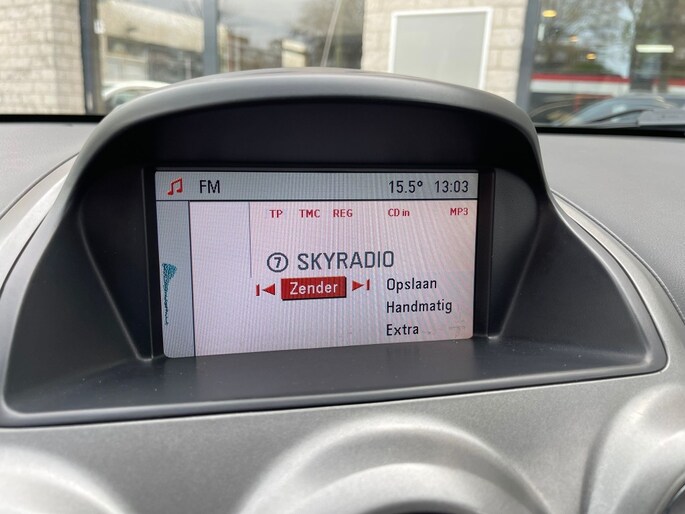 FM 15.5° 13:03
TP TMC REG CD in MP3
⑦ SKYRADIO
Zender
Opslaan
Handmatig
Extra